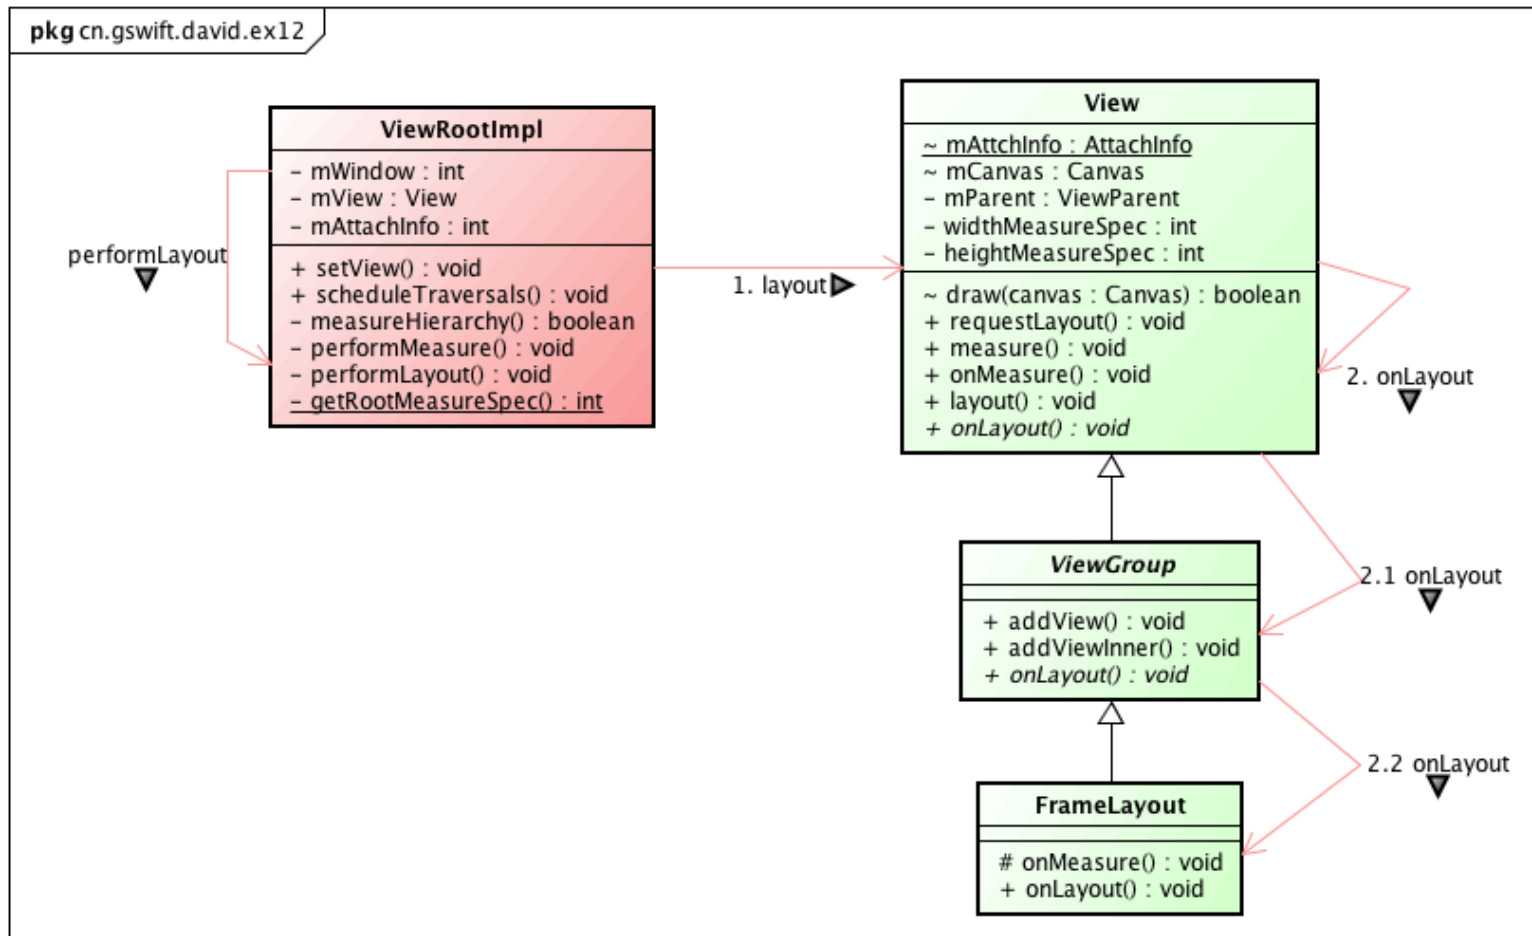 pkg cn.gswift.david.ex12
ViewRootImpl
- mWindow : int
- mView : View
- mAttachInfo : int
+ setView() : void
+ scheduleTraversals() : void
- measureHierarchy() : boolean
- performMeasure() : void
- performLayout() : void
- getRootMeasureSpec() : int
performLayout
1. layout
View
~ mAttchInfo : AttachInfo
~ mCanvas : Canvas
- mParent : ViewParent
- widthMeasureSpec : int
- heightMeasureSpec : int
~ draw(canvas : Canvas) : boolean
+ requestLayout() : void
+ measure() : void
+ onMeasure() : void
+ layout() : void
+ onLayout() : void
2. onLayout
ViewGroup
+ addView() : void
+ addViewInner() : void
+ onLayout() : void
2.1 onLayout
2.2 onLayout
FrameLayout
# onMeasure() : void
+ onLayout() : void